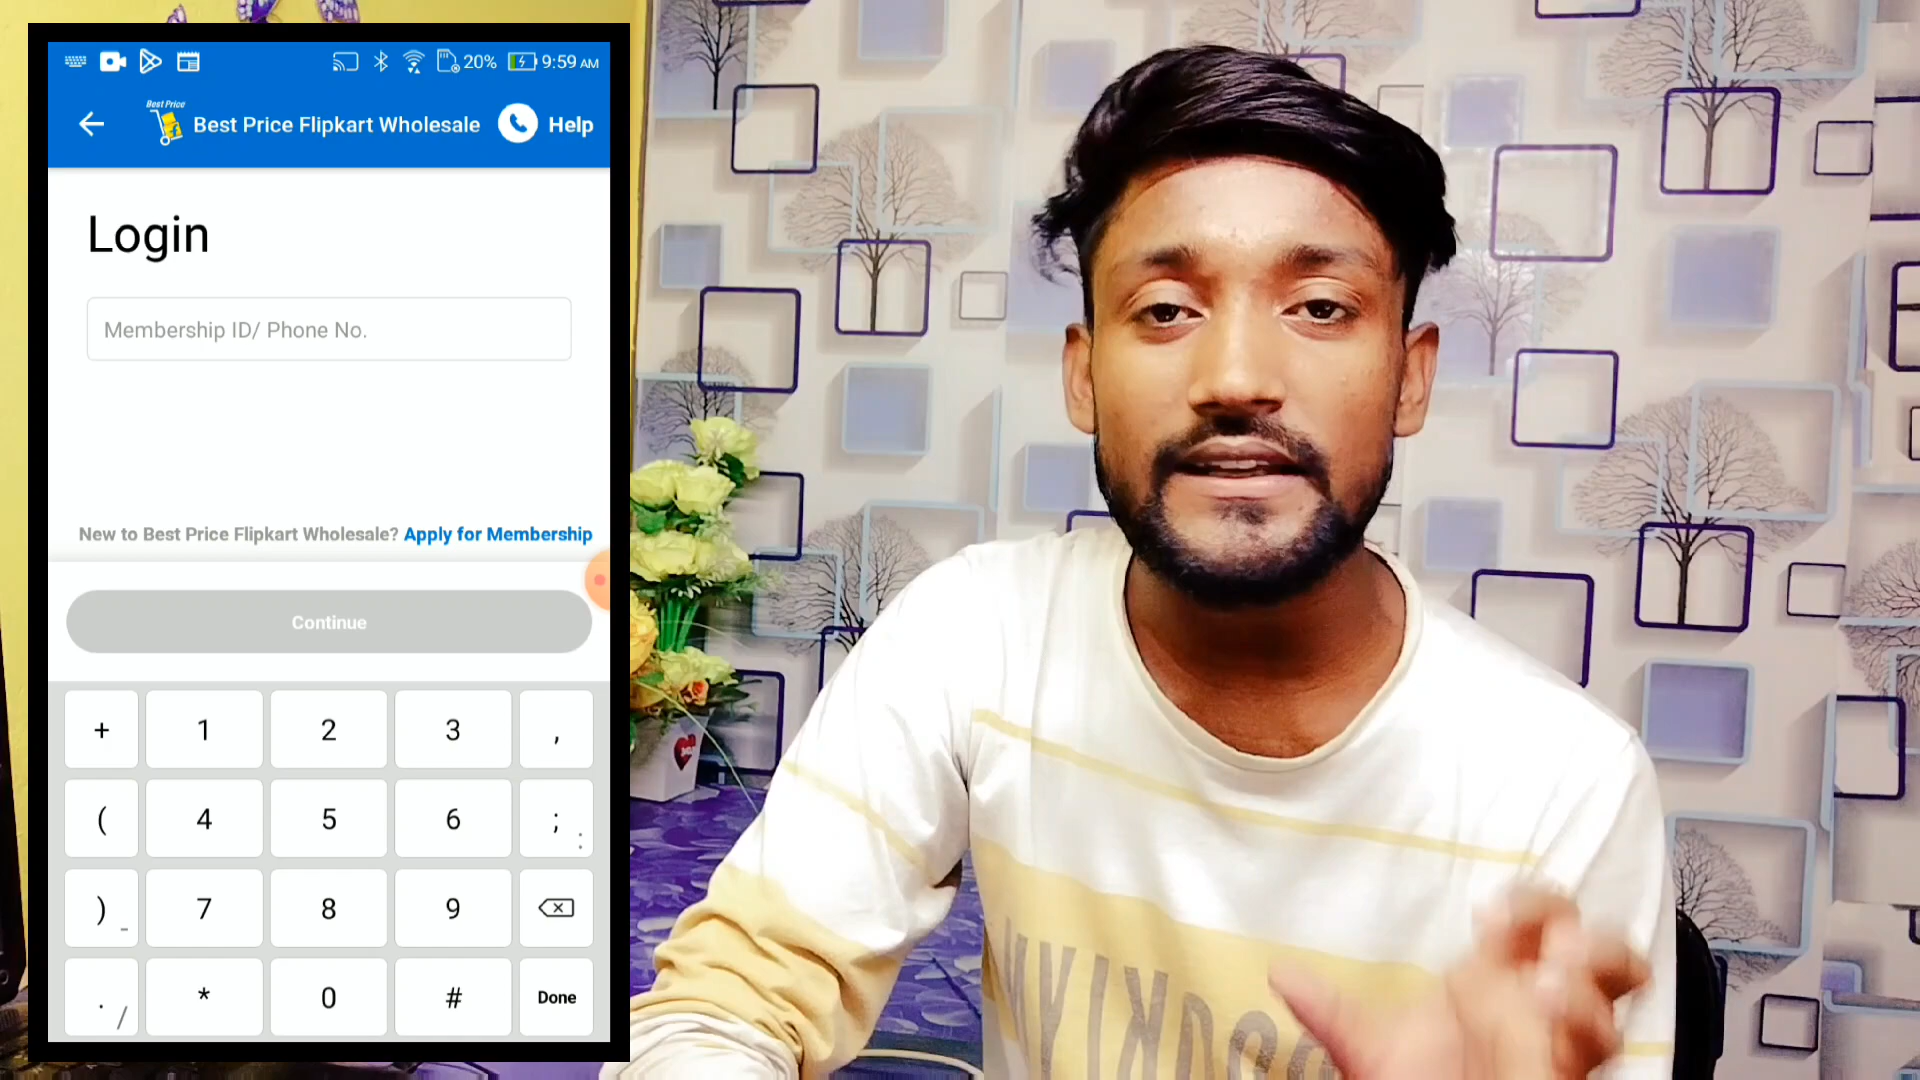 20% 9:59 AM
Best Price
Best Price Flipkart Wholesale Help
Login
Membership ID/ Phone No.
New to Best Price Flipkart Wholesale? Apply for Membership
Continue
+ 1 2 3 ,
( 4 5 6 ; :
) _ 7 8 9
. / * 0 # Done